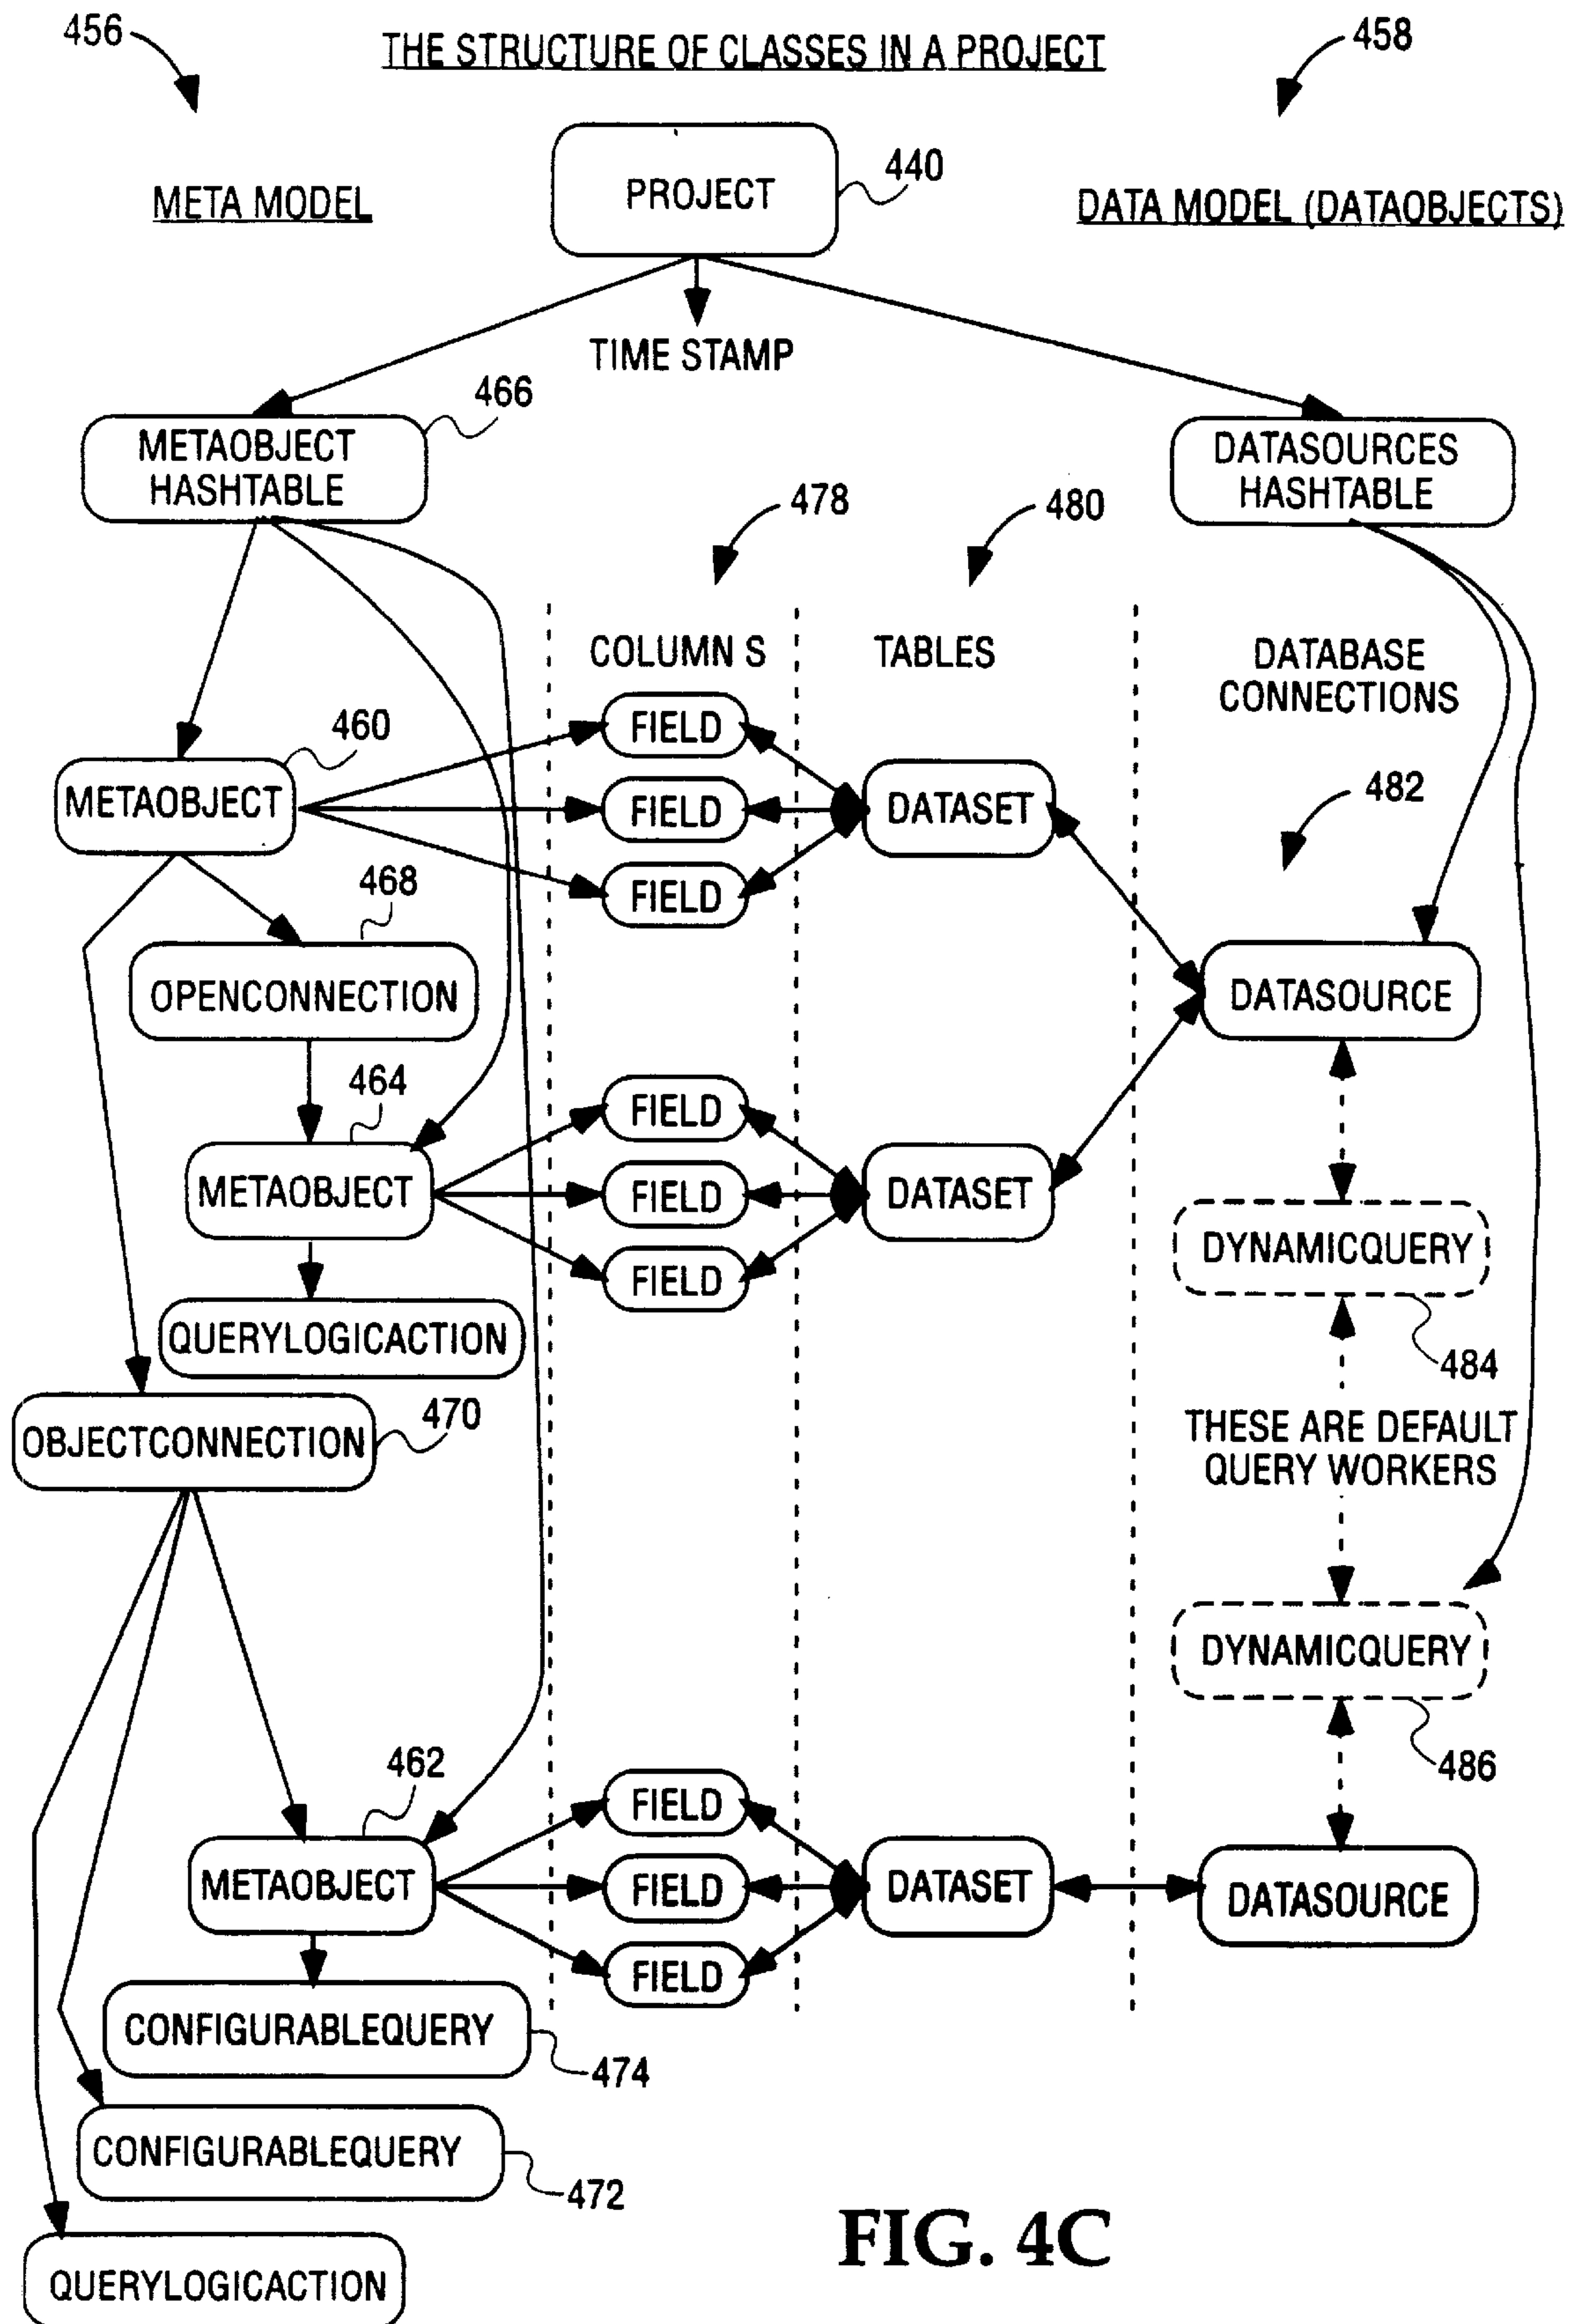 456
THE STRUCTURE OF CLASSES IN A PROJECT
458
META MODEL
PROJECT
440
DATA MODEL (DATAOBJECTS)
TIME STAMP
466
METAOBJECT
HASHTABLE
DATASOURCES
HASHTABLE
478
480
COLUMN S
TABLES
DATABASE
CONNECTIONS
460
METAOBJECT
FIELD
FIELD
FIELD
DATASET
482
468
OPENCONNECTION
DATASOURCE
464
METAOBJECT
FIELD
FIELD
FIELD
DATASET
DYNAMICQUERY
484
QUERYLOGICACTION
470
OBJECTCONNECTION
THESE ARE DEFAULT
QUERY WORKERS
DYNAMICQUERY
486
462
METAOBJECT
FIELD
FIELD
FIELD
DATASET
DATASOURCE
CONFIGURABLEQUERY
474
CONFIGURABLEQUERY
472
QUERYLOGICACTION
FIG. 4C